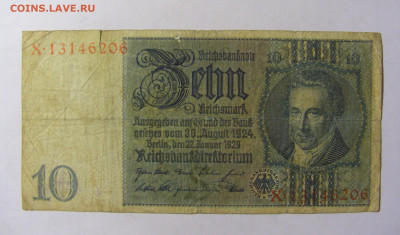 COINS.ЛАВЕ.RU
X·13146206
Reichsbanknote
10 10
Zehn
Reichsmark
Ausgegeben auf Grund des Bank
gesetzes vom 30. August 1924.
Berlin, den 22. Januar 1929
Reichsbankdirektorium
10
X·13146206